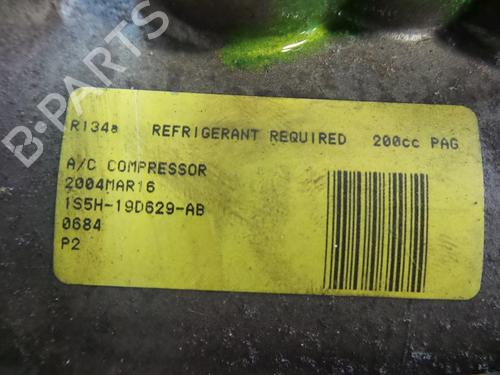 R134a REFRIGERANT REQUIRED 200cc PAG
A/C COMPRESSOR
2004MAR16
1S5H-19D629-AB
0684
P2
B-PARTS